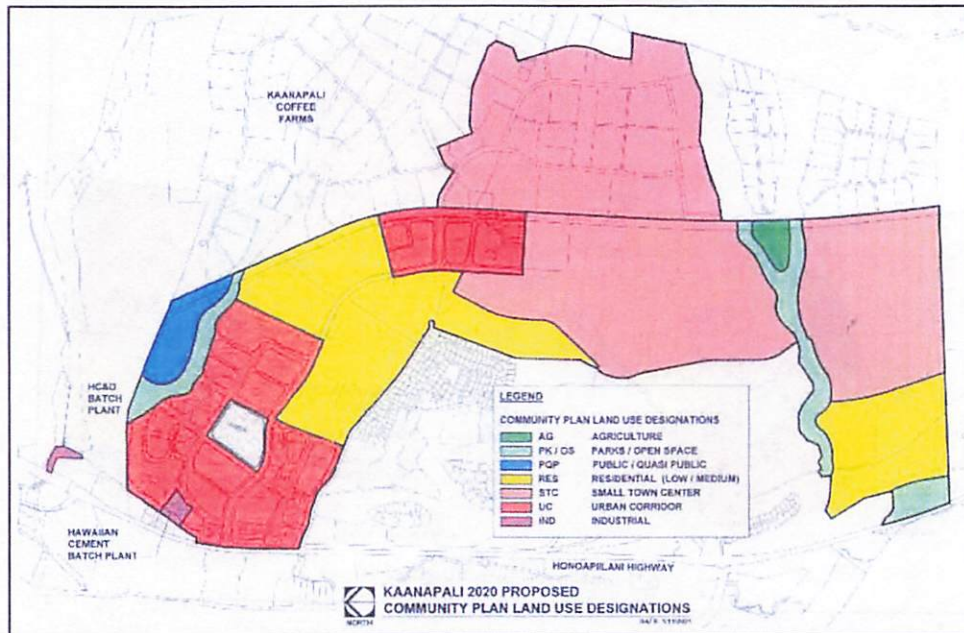 KAANAPALI
COFFEE
FARMS
HC&D
BATCH
PLANT
HAWAIIAN
CEMENT
BATCH PLANT
LEGEND
COMMUNITY PLAN LAND USE DESIGNATIONS
AG AGRICULTURE
PK / OS PARKS / OPEN SPACE
PQP PUBLIC / QUASI PUBLIC
RES RESIDENTIAL (LOW / MEDIUM)
STC SMALL TOWN CENTER
UC URBAN CORRIDOR
IND INDUSTRIAL
HONOAPIILANI HIGHWAY
KAANAPALI 2020 PROPOSED
COMMUNITY PLAN LAND USE DESIGNATIONS
NORTH